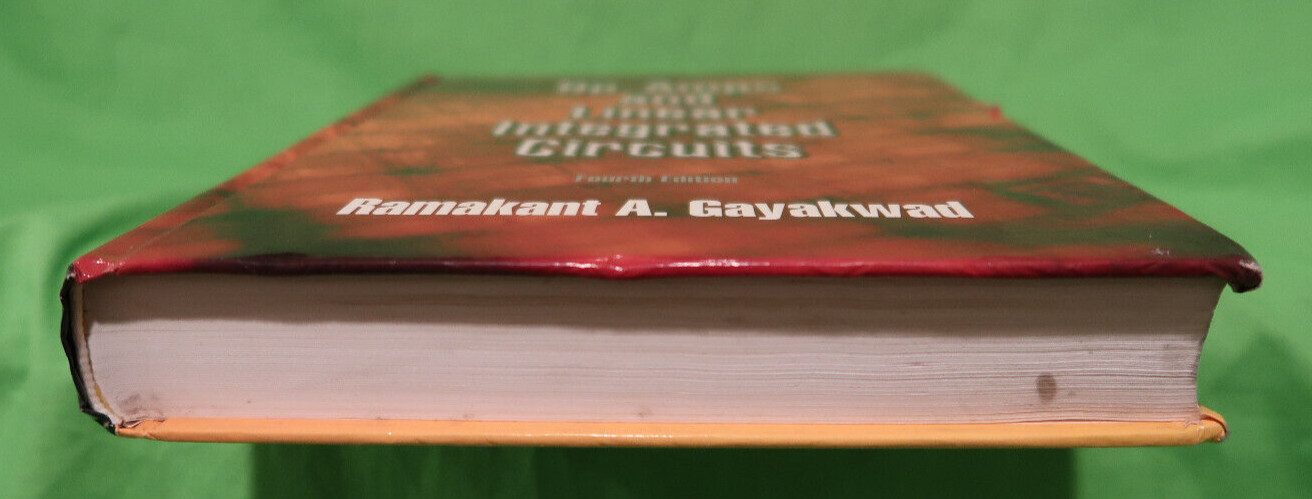 Op-Amps
and
Linear
Integrated
Circuits
Fourth Edition
Ramakant A. Gayakwad